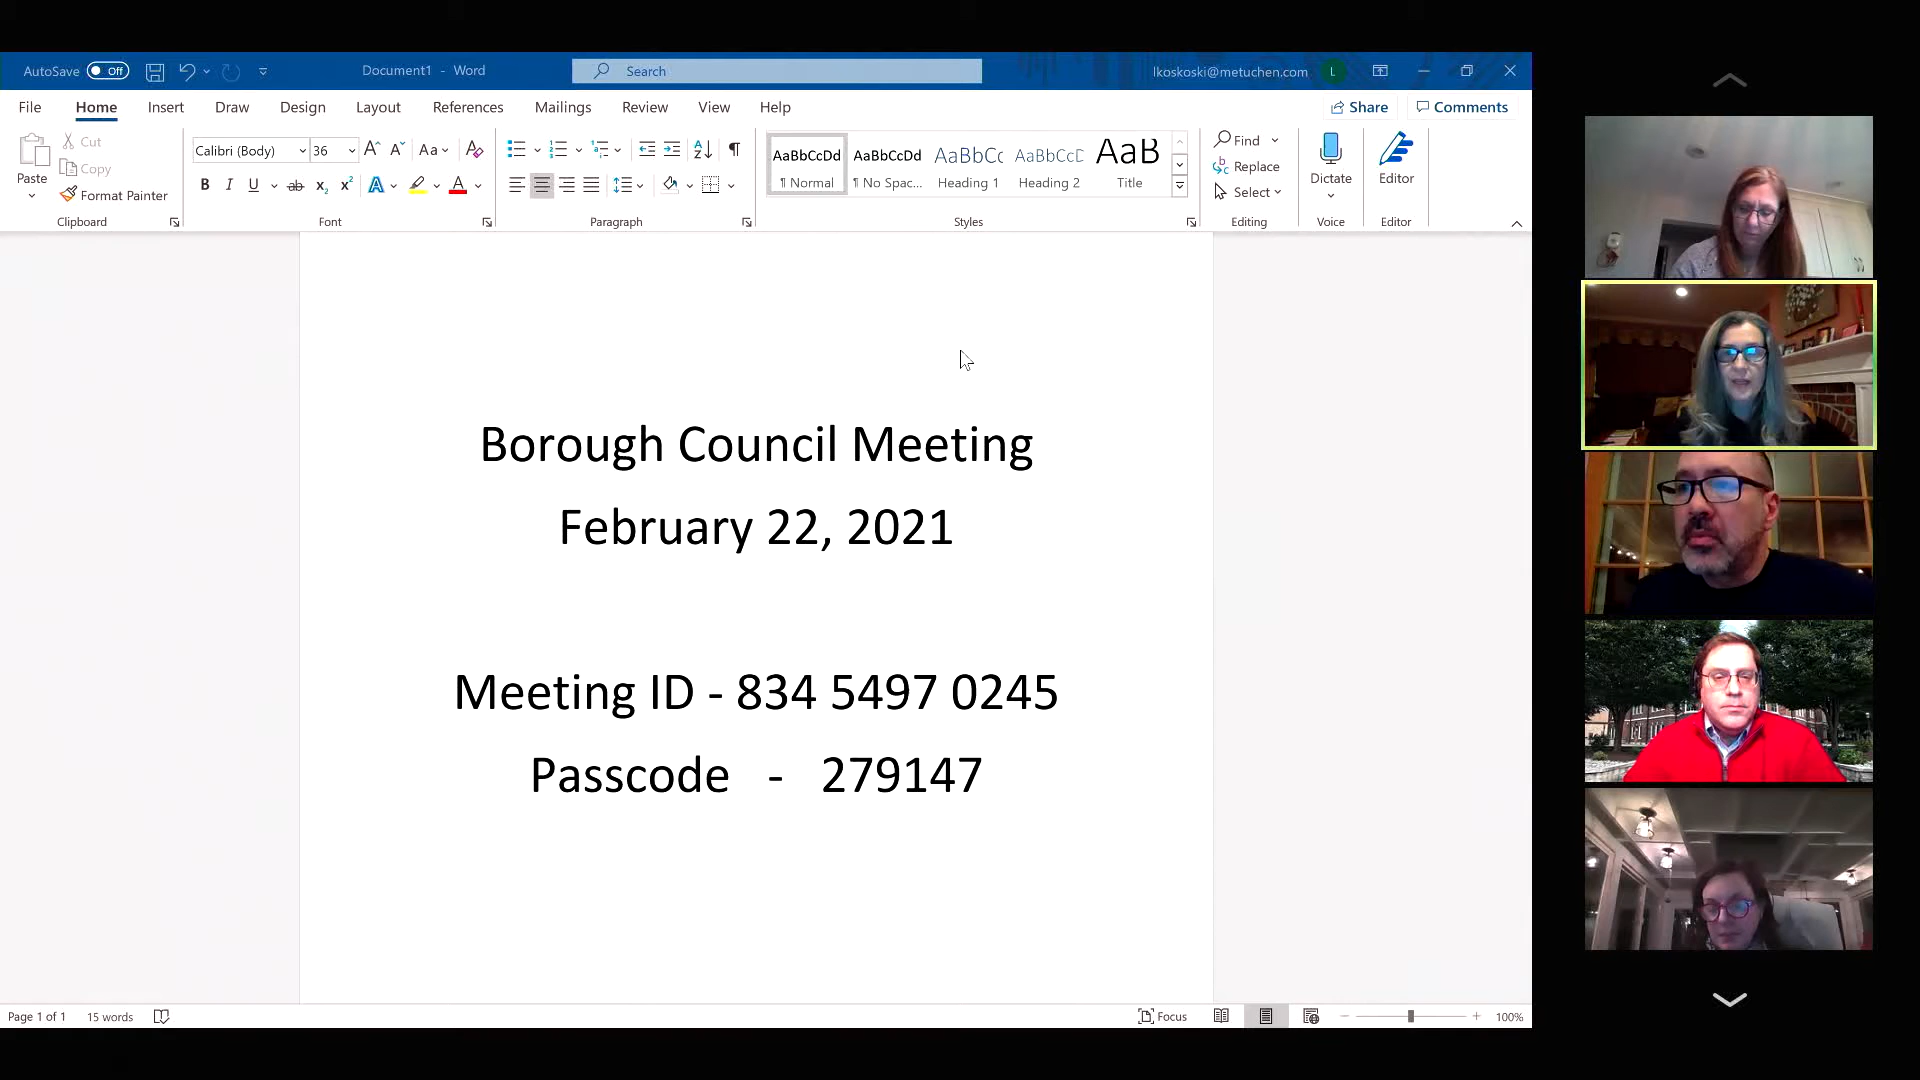 AutoSave Off Document1 - Word Search lkoskoski@metuchen.com L
File Home Insert Draw Design Layout References Mailings Review View Help Share Comments
Paste
Cut
Copy
Format Painter
Clipboard
Calibri (Body) 36
Font
Paragraph
AaBbCcDd AaBbCcDd AaBbCc AaBbCcD AaB
¶ Normal ¶ No Spac... Heading 1 Heading 2 Title
Styles
Find
Replace
Select
Editing
Dictate
Voice
Editor
Editor
Borough Council Meeting
February 22, 2021
Meeting ID - 834 5497 0245
Passcode - 279147
Page 1 of 1 15 words Focus 100%